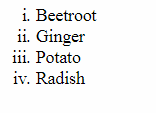 i. Beetroot
ii. Ginger
iii. Potato
iv. Radish